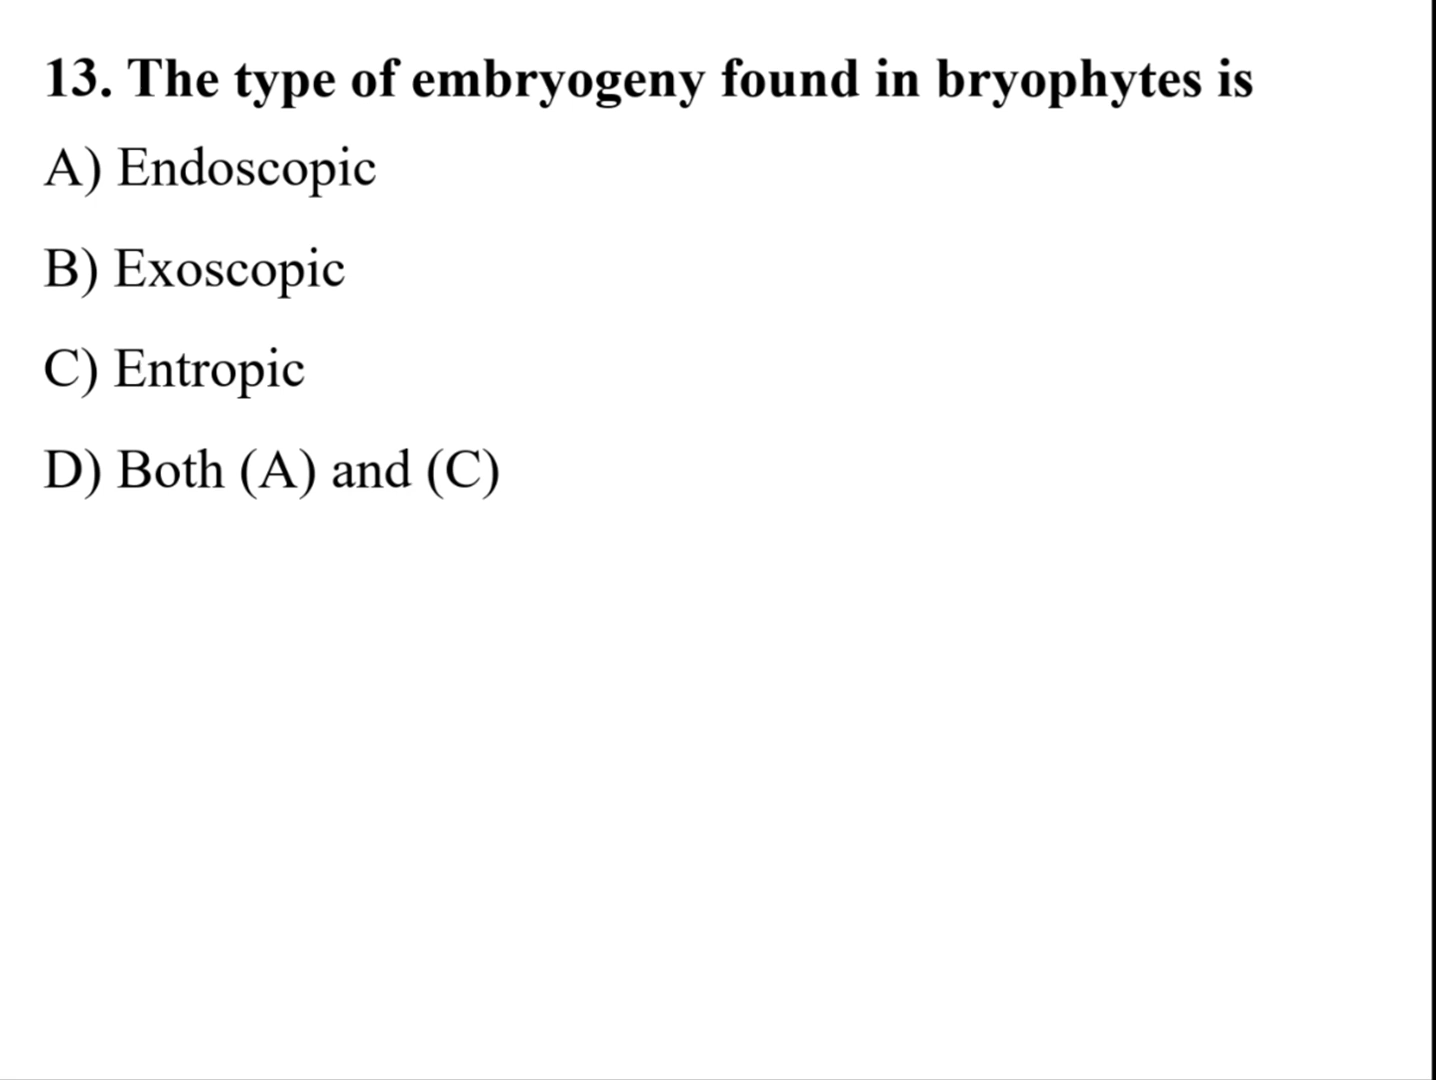 13. The type of embryogeny found in bryophytes is
A) Endoscopic
B) Exoscopic
C) Entropic
D) Both (A) and (C)